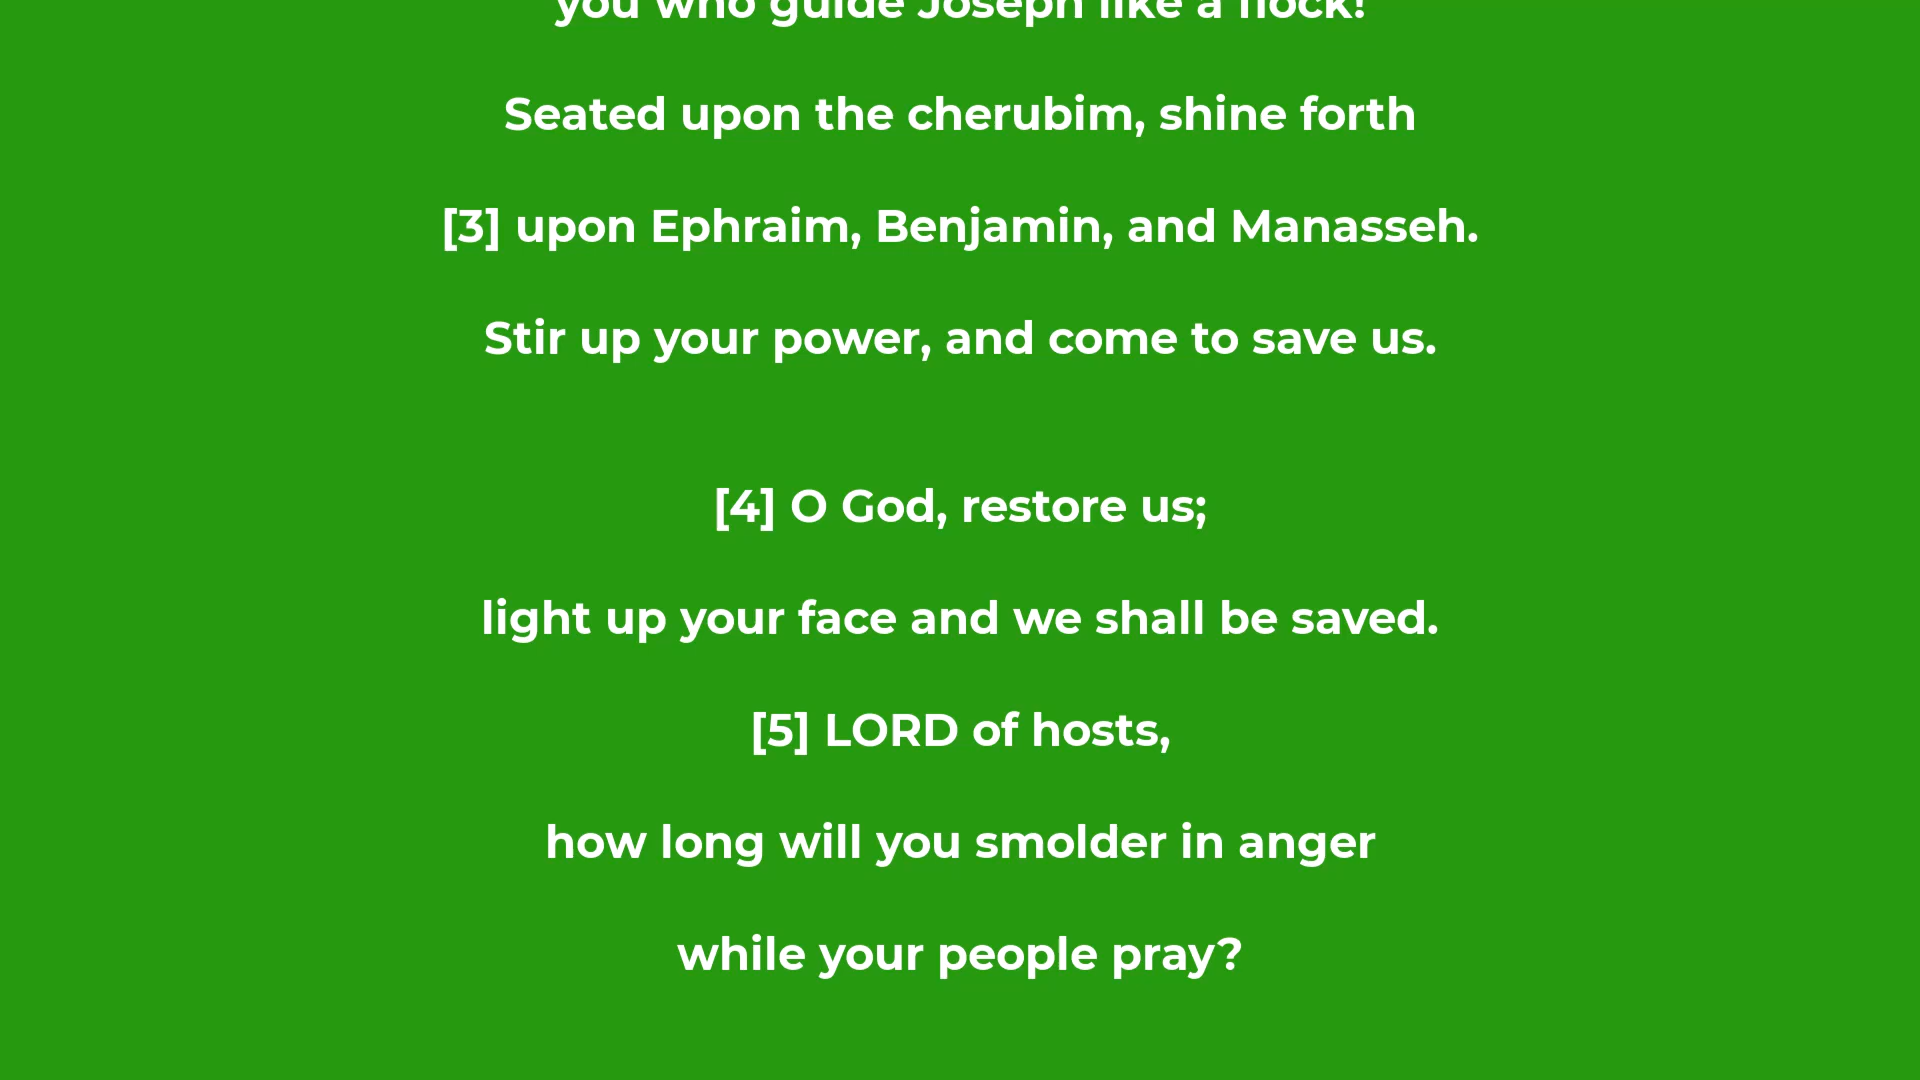 you who guide Joseph like a flock!
Seated upon the cherubim, shine forth
[3] upon Ephraim, Benjamin, and Manasseh.
Stir up your power, and come to save us.
[4] O God, restore us;
light up your face and we shall be saved.
[5] LORD of hosts,
how long will you smolder in anger
while your people pray?